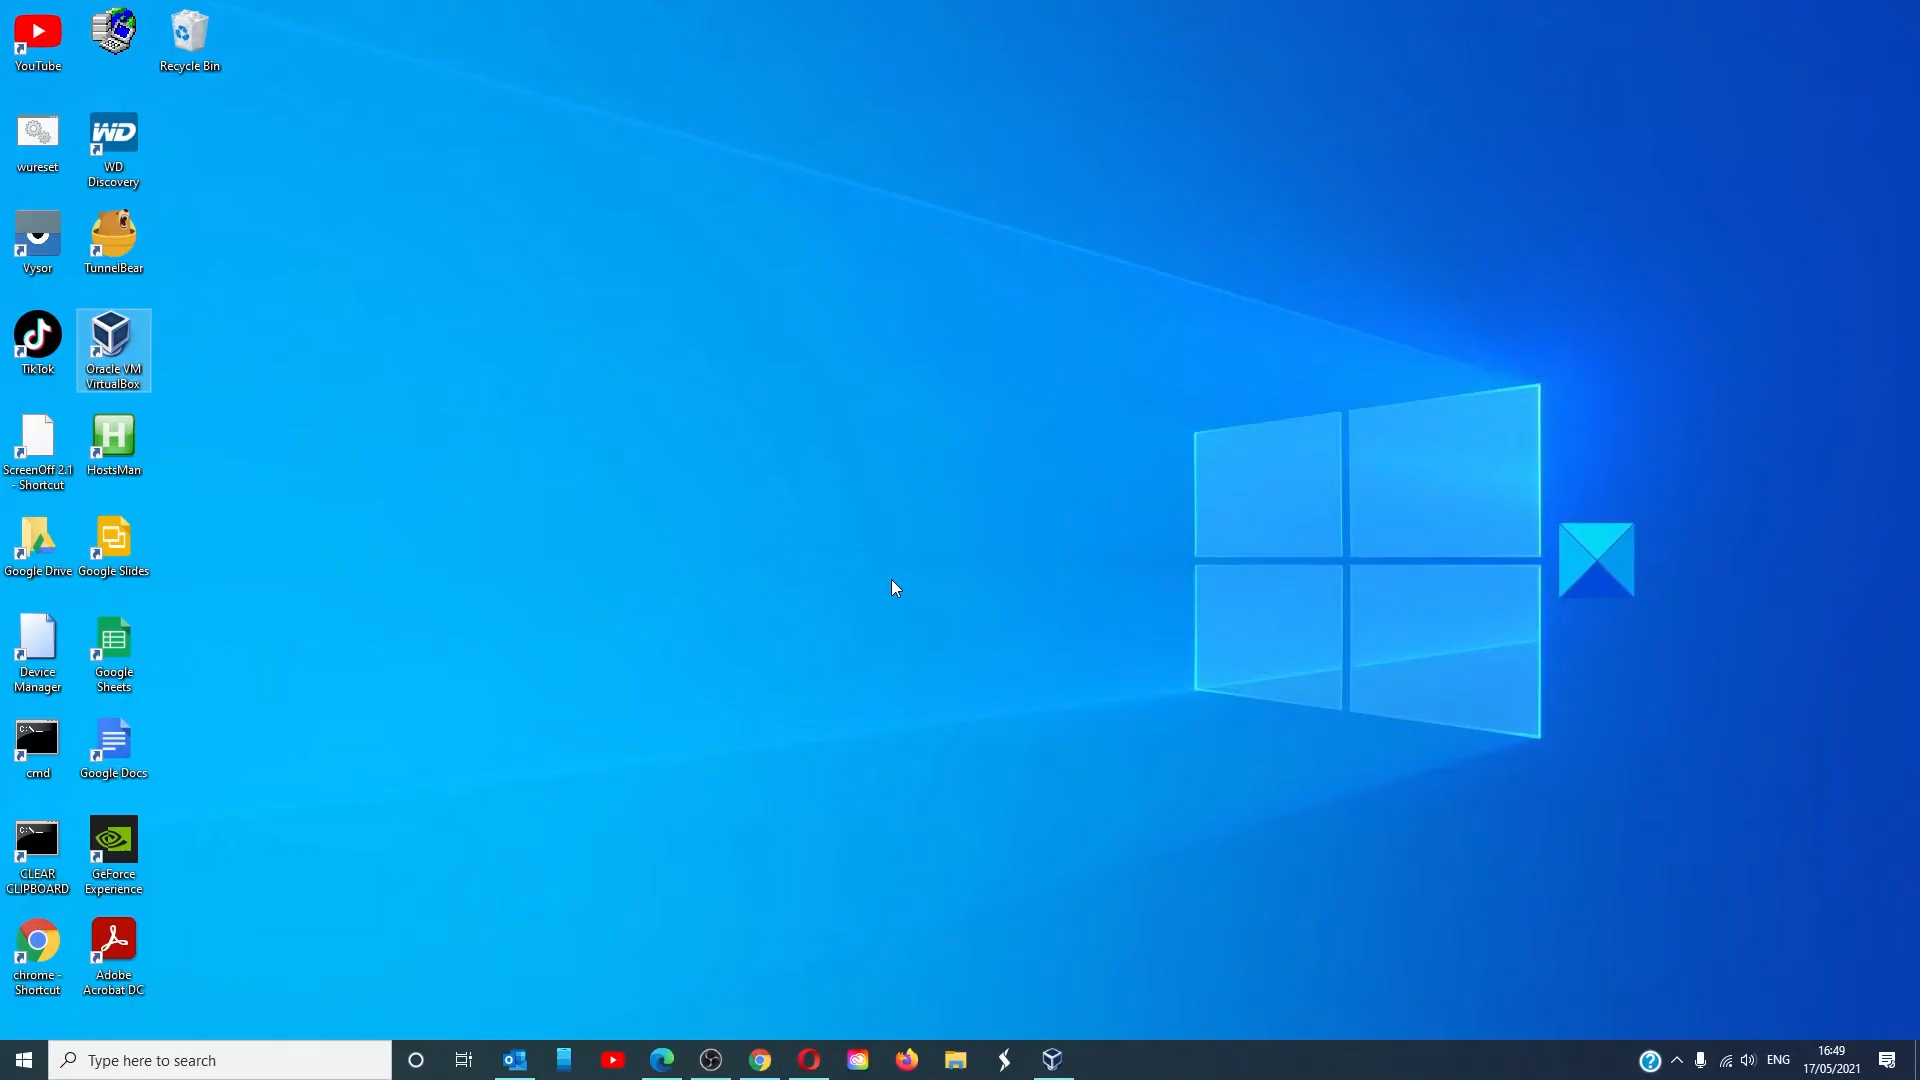 YouTube
Recycle Bin
wureset
WD
WD
Discovery
Vysor
TunnelBear
TikTok
Oracle VM
VirtualBox
ScreenOff 2.1
- Shortcut
H
HostsMan
Google Drive
Google Slides
Device
Manager
Google
Sheets
C:\._
cmd
Google Docs
C:\._
CLEAR
CLIPBOARD
GeForce
Experience
chrome -
Shortcut
Adobe
Acrobat DC
Type here to search
ENG
16:49
17/05/2021